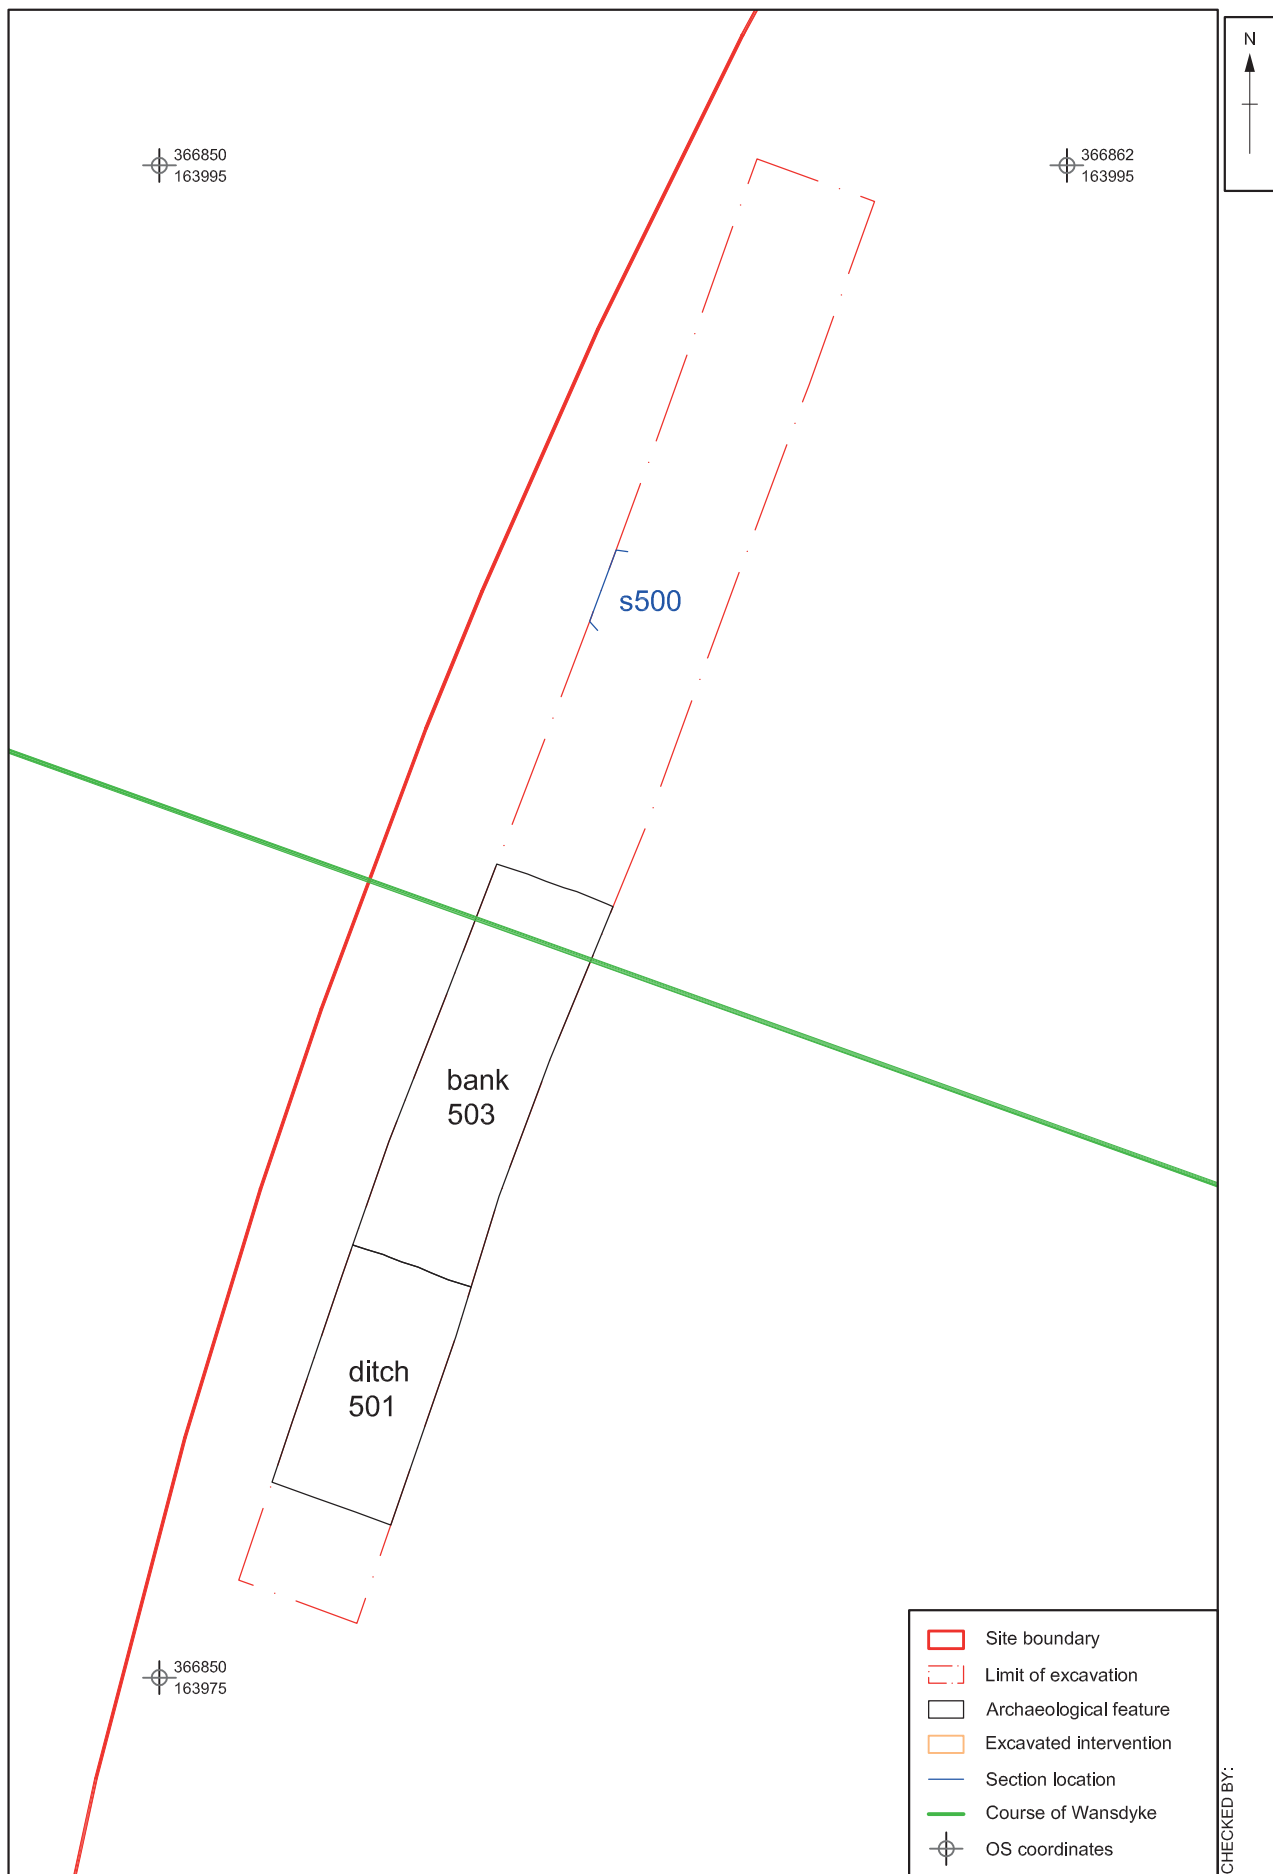 N
366850
163995
366862
163995
s500
bank
503
ditch
501
366850
163975
Site boundary
Limit of excavation
Archaeological feature
Excavated intervention
Section location
Course of Wansdyke
OS coordinates
CHECKED BY: